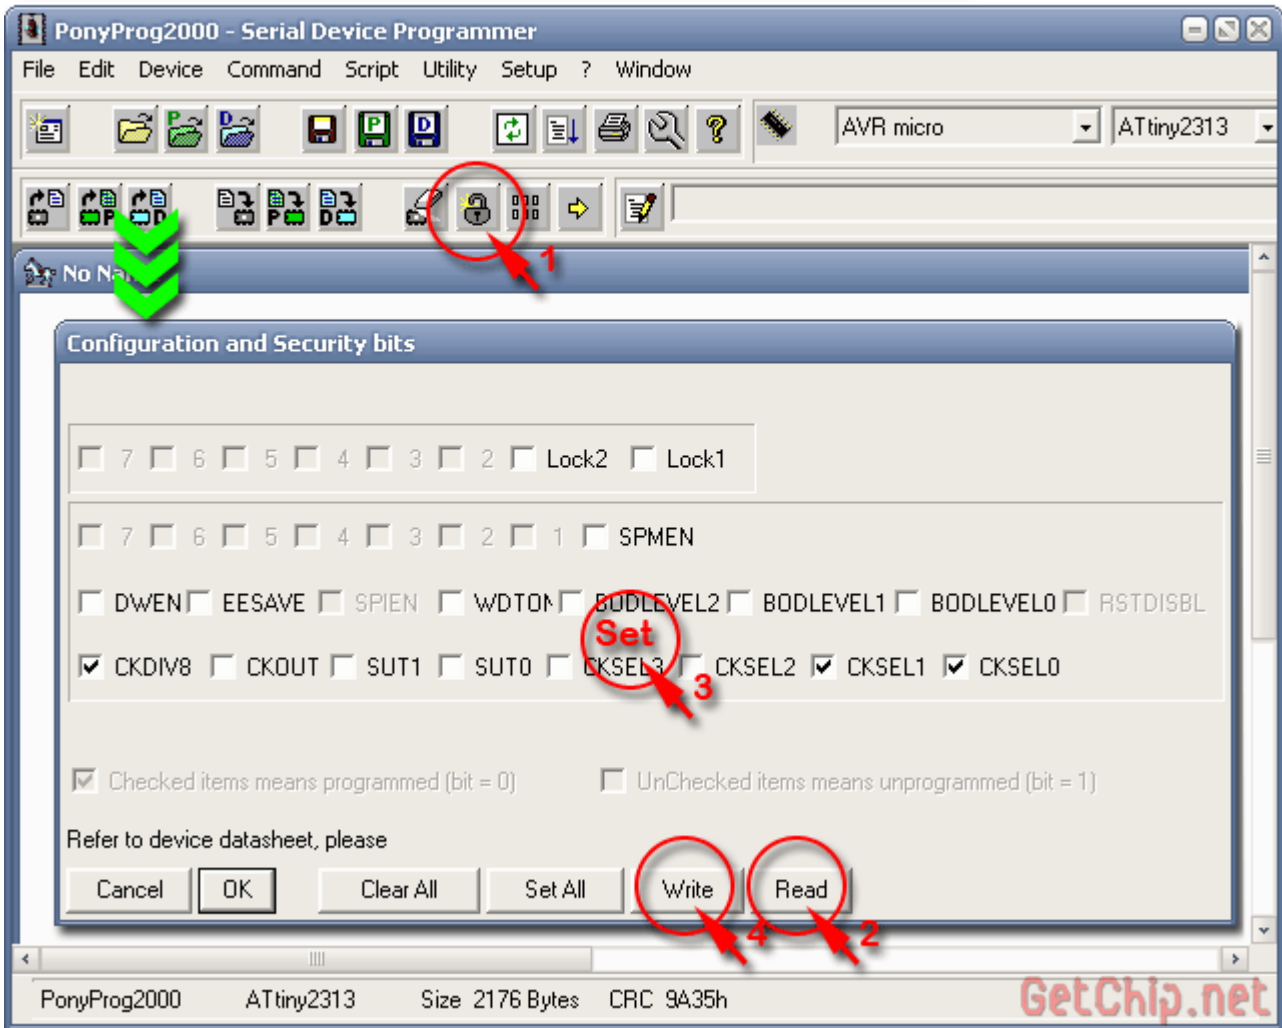 PonyProg2000 - Serial Device Programmer
File Edit Device Command Script Utility Setup ? Window
P D P D ? AVR micro ATtiny2313
P D P D
1
No
Configuration and Security bits
7 6 5 4 3 2 Lock2 Lock1
7 6 5 4 3 2 1 SPMEN
DWEN EESAVE SPIEN WDTON BODLEVEL2 BODLEVEL1 BODLEVEL0 RSTDISBL
Set
CKDIV8 CKOUT SUT1 SUT0 CKSEL3 CKSEL2 CKSEL1 CKSEL0
3
Checked items means programmed (bit = 0) UnChecked items means unprogrammed (bit = 1)
Refer to device datasheet, please
Cancel OK Clear All Set All Write Read
4 2
PonyProg2000 ATtiny2313 Size 2176 Bytes CRC 9A35h
GetChip.net